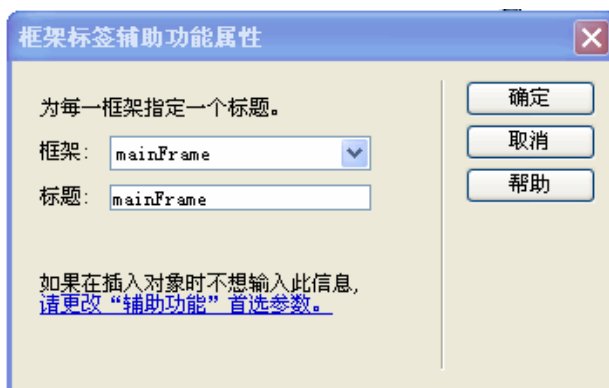 框架标签辅助功能属性
为每一框架指定一个标题。
框架: mainFrame
标题: mainFrame
如果在插入对象时不想输入此信息,
请更改“辅助功能”首选参数。
确定
取消
帮助